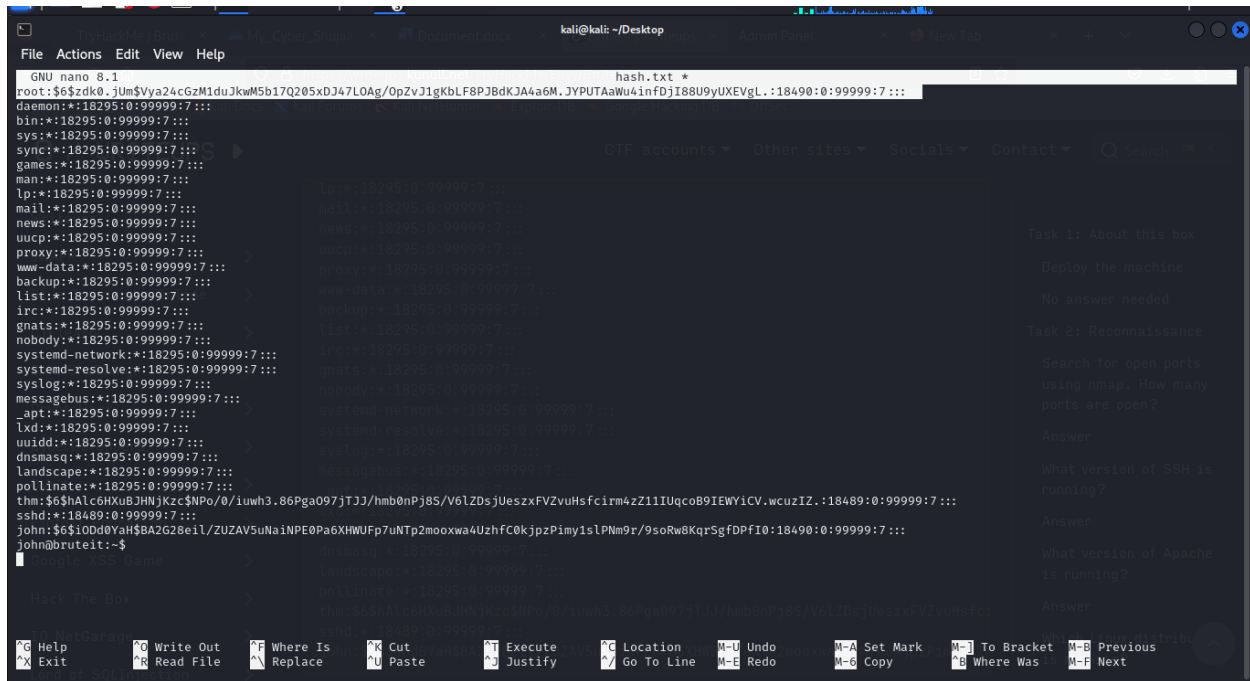 kali@kali: ~/Desktop
File Actions Edit View Help
GNU nano 8.1 hash.txt *
root:$6$zdk0.jUm$Vya24cGzM1duJkwM5b17Q205xDJ47LOAg/OpZvJ1gKbLF8PJBdKJA4a6M.JYPUTAaWu4infDjI88U9yUXEVgL.:18490:0:99999:7:::
daemon:*:18295:0:99999:7:::
bin:*:18295:0:99999:7:::
sys:*:18295:0:99999:7:::
sync:*:18295:0:99999:7:::
games:*:18295:0:99999:7:::
man:*:18295:0:99999:7:::
lp:*:18295:0:99999:7:::
mail:*:18295:0:99999:7:::
news:*:18295:0:99999:7:::
uucp:*:18295:0:99999:7:::
proxy:*:18295:0:99999:7:::
www-data:*:18295:0:99999:7:::
backup:*:18295:0:99999:7:::
list:*:18295:0:99999:7:::
irc:*:18295:0:99999:7:::
gnats:*:18295:0:99999:7:::
nobody:*:18295:0:99999:7:::
systemd-network:*:18295:0:99999:7:::
systemd-resolve:*:18295:0:99999:7:::
syslog:*:18295:0:99999:7:::
messagebus:*:18295:0:99999:7:::
_apt:*:18295:0:99999:7:::
lxd:*:18295:0:99999:7:::
uuidd:*:18295:0:99999:7:::
dnsmasq:*:18295:0:99999:7:::
landscape:*:18295:0:99999:7:::
pollinate:*:18295:0:99999:7:::
thm:$6$hAlc6HXuBJHNjKzc$NPo/0/iuwh3.86PgaO97jTJJ/hmb0nPj8S/V6lZDsjUeszxFVZvuHsfcirm4zZ11IUqcoB9IEWYiCV.wcuzIZ.:18489:0:99999:7:::
sshd:*:18489:0:99999:7:::
john:$6$iODd0YaH$BA2G28eil/ZUZAV5uNaiNPE0Pa6XHWUFp7uNTp2mooxwa4UzhfC0kjpzPimy1slPNm9r/9soRw8KqrSgfDPfI0:18490:0:99999:7:::
john@bruteit:~$
^G Help ^O Write Out ^F Where Is ^K Cut ^T Execute ^C Location M-U Undo M-A Set Mark M-] To Bracket M-B Previous
^X Exit ^R Read File ^\ Replace ^U Paste ^J Justify ^/ Go To Line M-E Redo M-6 Copy ^B Where Was M-F Next
CTF accounts Other sites Socials Contact Search
Task 1: About this box
Deploy the machine
No answer needed
Task 2: Reconnaissance
Search for open ports
using nmap. How many
ports are open?
Answer
What version of SSH is
running?
Answer
What version of Apache
is running?
Answer
Google XSS Game
Hack The Box